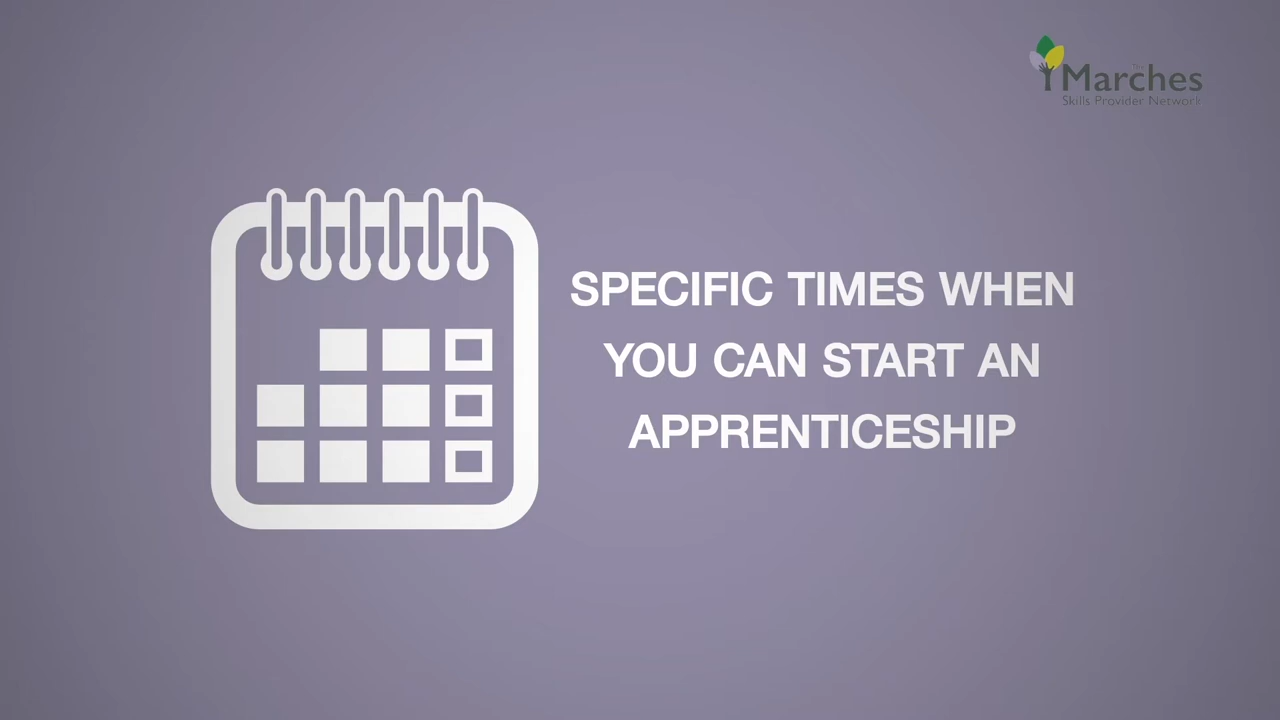 The
Marches
Skills Provider Network
SPECIFIC TIMES WHEN
YOU CAN START AN
APPRENTICESHIP